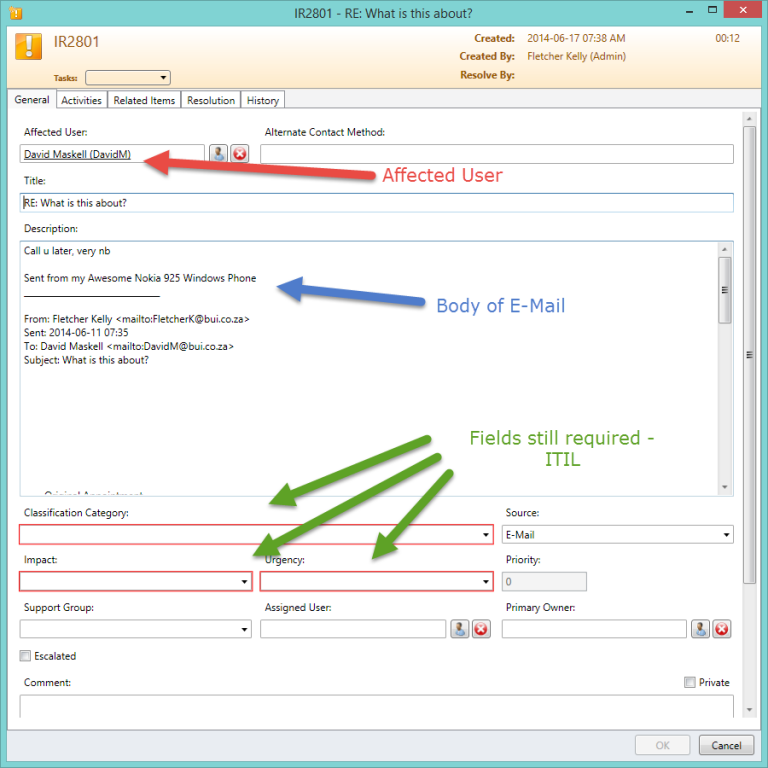 IR2801 - RE: What is this about?
IR2801
Created: 2014-06-17 07:38 AM 00:12
Created By: Fletcher Kelly (Admin)
Resolve By:
Tasks:
General Activities Related Items Resolution History
Affected User: Alternate Contact Method:
David Maskell (DavidM)
Affected User
Title:
RE: What is this about?
Description:
Call u later, very nb
Sent from my Awesome Nokia 925 Windows Phone
Body of E-Mail
From: Fletcher Kelly <mailto:FletcherK@bui.co.za>
Sent: 2014-06-11 07:35
To: David Maskell <mailto:DavidM@bui.co.za>
Subject: What is this about?
Fields still required -
ITIL
Original Appointment
Classification Category: Source:
E-Mail
Impact: Urgency: Priority:
0
Support Group: Assigned User: Primary Owner:
Escalated
Comment: Private
OK Cancel